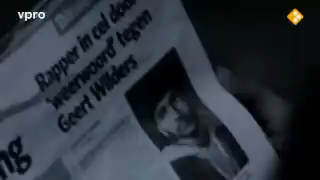 vpro
Rapper in cel door
'weerwoord' tegen
Geert Wilders
ng